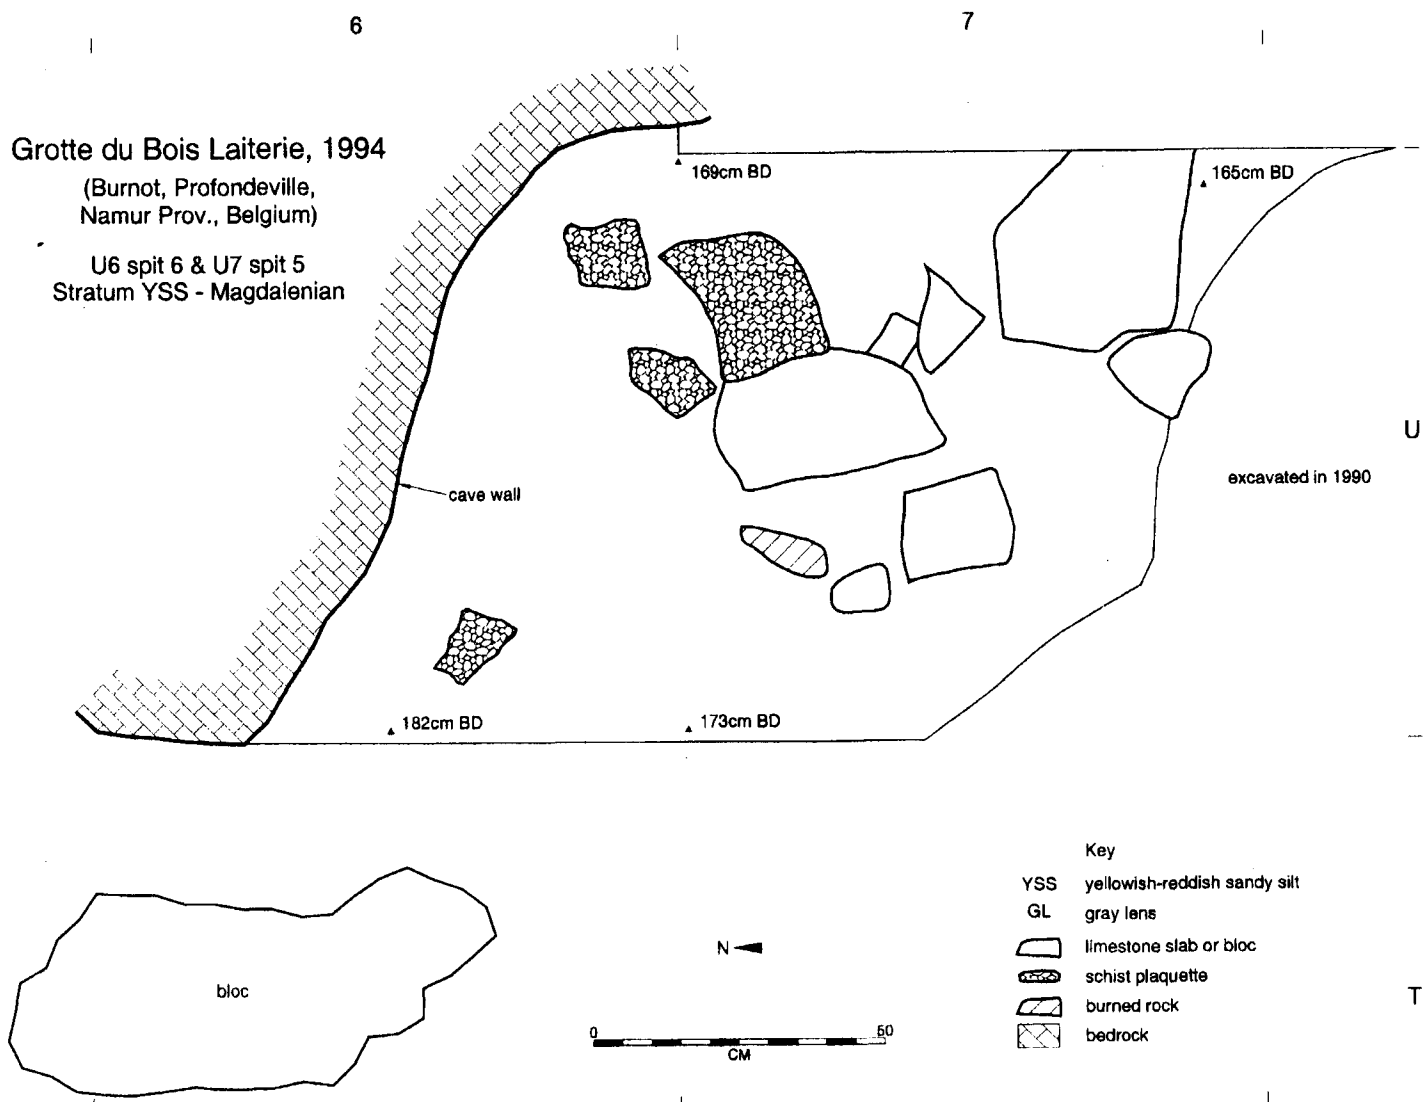 6
7
Grotte du Bois Laiterie, 1994
(Burnot, Profondeville,
Namur Prov., Belgium)
U6 spit 6 & U7 spit 5
Stratum YSS - Magdalenian
169cm BD
165cm BD
U
excavated in 1990
cave wall
182cm BD
173cm BD
Key
YSS yellowish-reddish sandy silt
GL gray lens
limestone slab or bloc
schist plaquette
burned rock
bedrock
N
bloc
T
0
50
CM